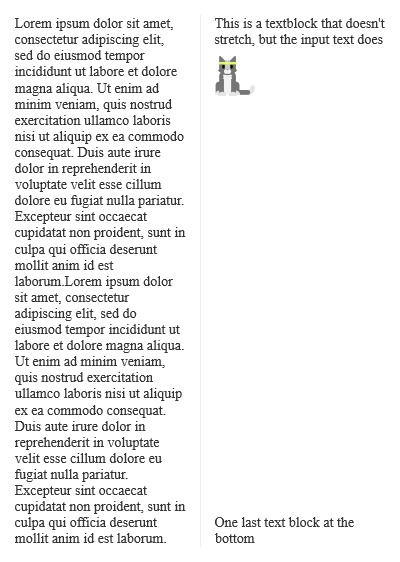 Lorem ipsum dolor sit amet,
consectetur adipiscing elit,
sed do eiusmod tempor
incididunt ut labore et dolore
magna aliqua. Ut enim ad
minim veniam, quis nostrud
exercitation ullamco laboris
nisi ut aliquip ex ea commodo
consequat. Duis aute irure
dolor in reprehenderit in
voluptate velit esse cillum
dolore eu fugiat nulla pariatur.
Excepteur sint occaecat
cupidatat non proident, sunt in
culpa qui officia deserunt
mollit anim id est
laborum.Lorem ipsum dolor
sit amet, consectetur
adipiscing elit, sed do
eiusmod tempor incididunt ut
labore et dolore magna aliqua.
Ut enim ad minim veniam,
quis nostrud exercitation
ullamco laboris nisi ut aliquip
ex ea commodo consequat.
Duis aute irure dolor in
reprehenderit in voluptate
velit esse cillum dolore eu
fugiat nulla pariatur.
Excepteur sint occaecat
cupidatat non proident, sunt in
culpa qui officia deserunt
mollit anim id est laborum.
This is a textblock that doesn't
stretch, but the input text does
One last text block at the
bottom